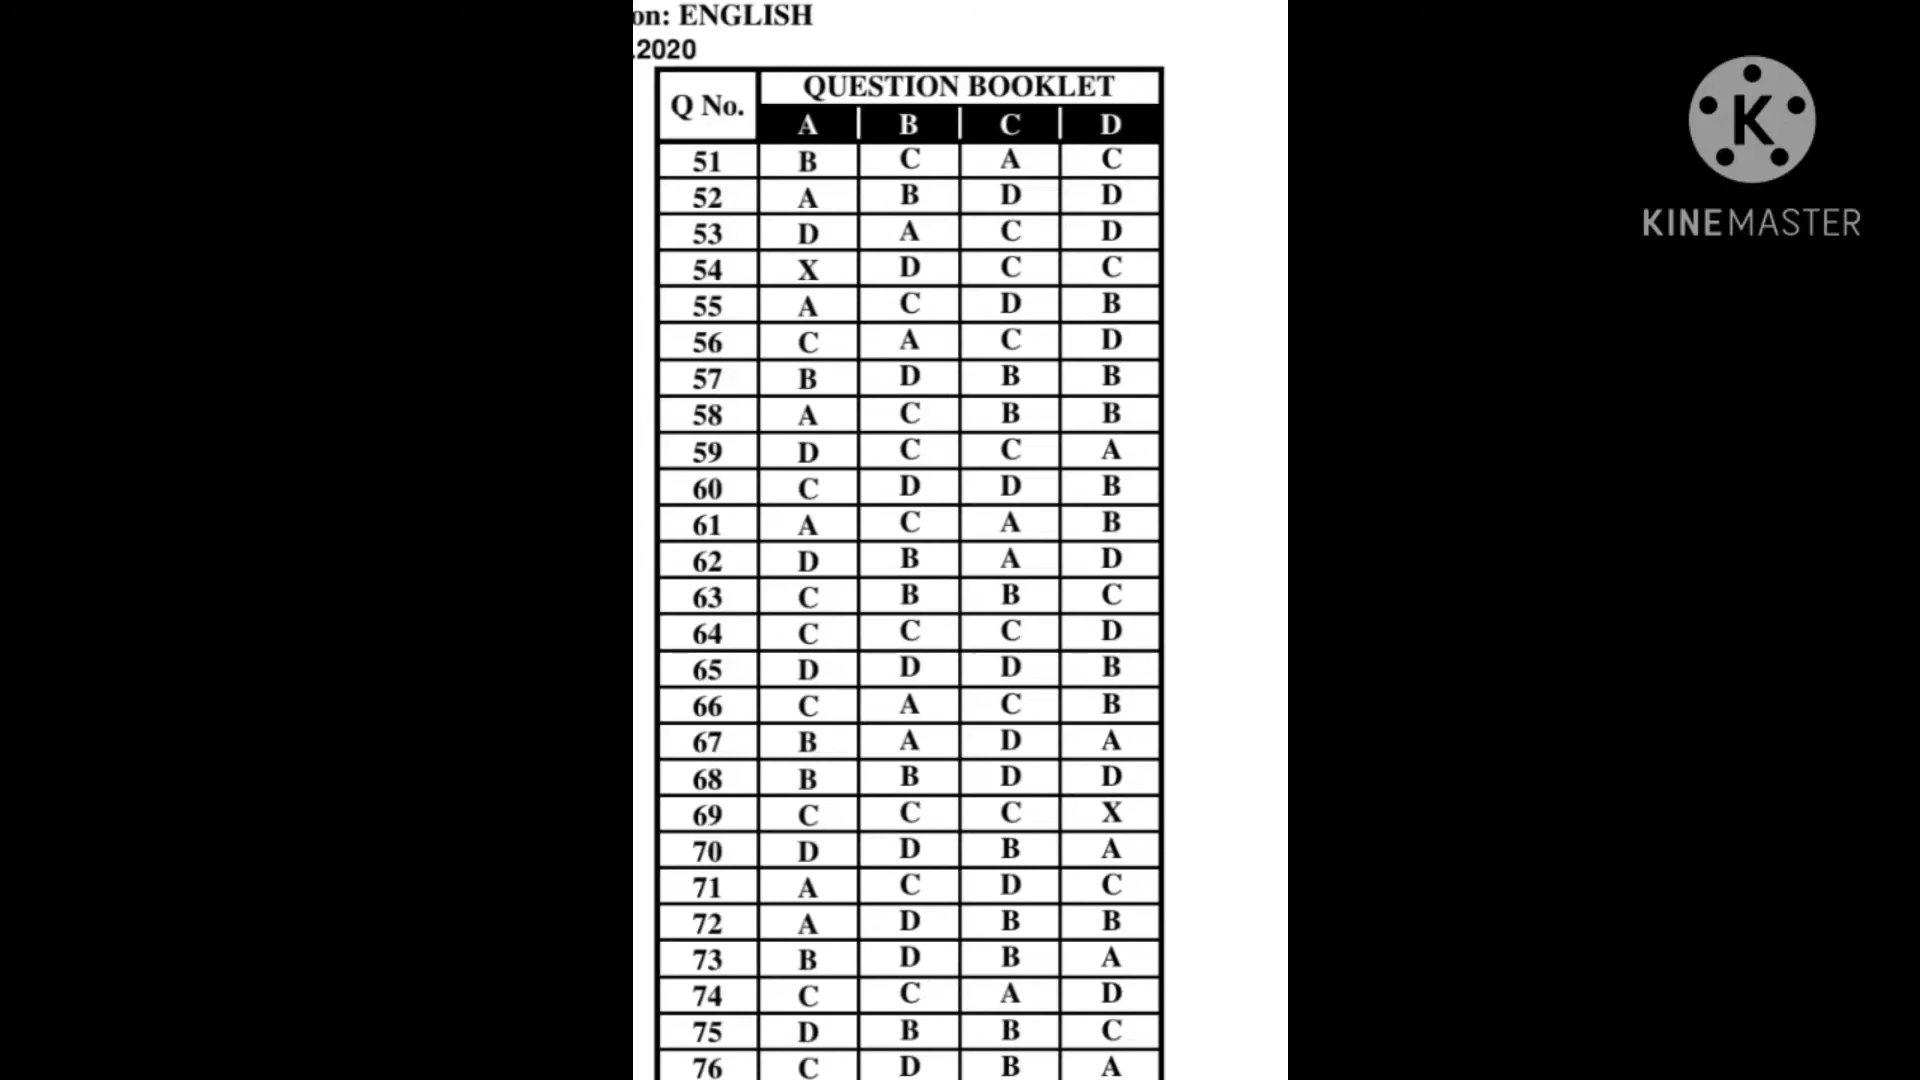 on: ENGLISH
.2020
Q No. QUESTION BOOKLET
A B C D
51 B C A C
52 A B D D
53 D A C D
54 X D C C
55 A C D B
56 C A C D
57 B D B B
58 A C B B
59 D C C A
60 C D D B
61 A C A B
62 D B A D
63 C B B C
64 C C C D
65 D D D B
66 C A C B
67 B A D A
68 B B D D
69 C C C X
70 D D B A
71 A C D C
72 A D B B
73 B D B A
74 C C A D
75 D B B C
76 C D B A
K
KINEMASTER